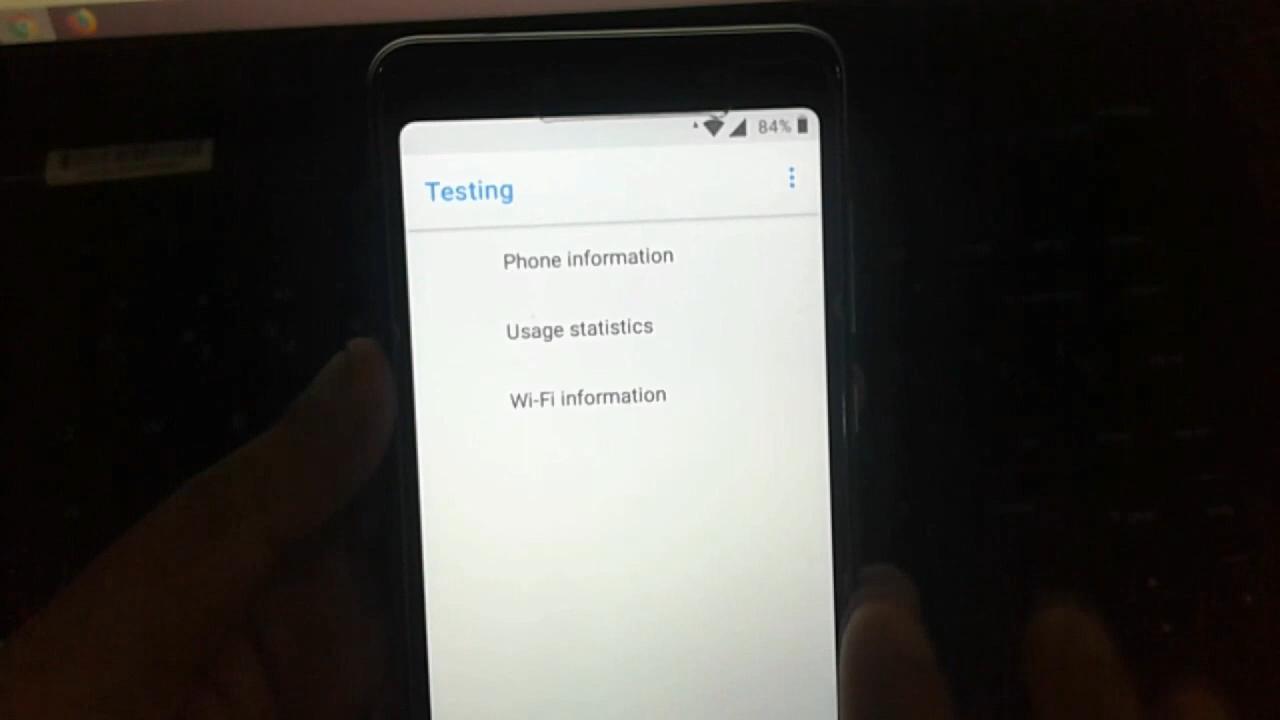 84%
Testing
Phone information
Usage statistics
Wi-Fi information